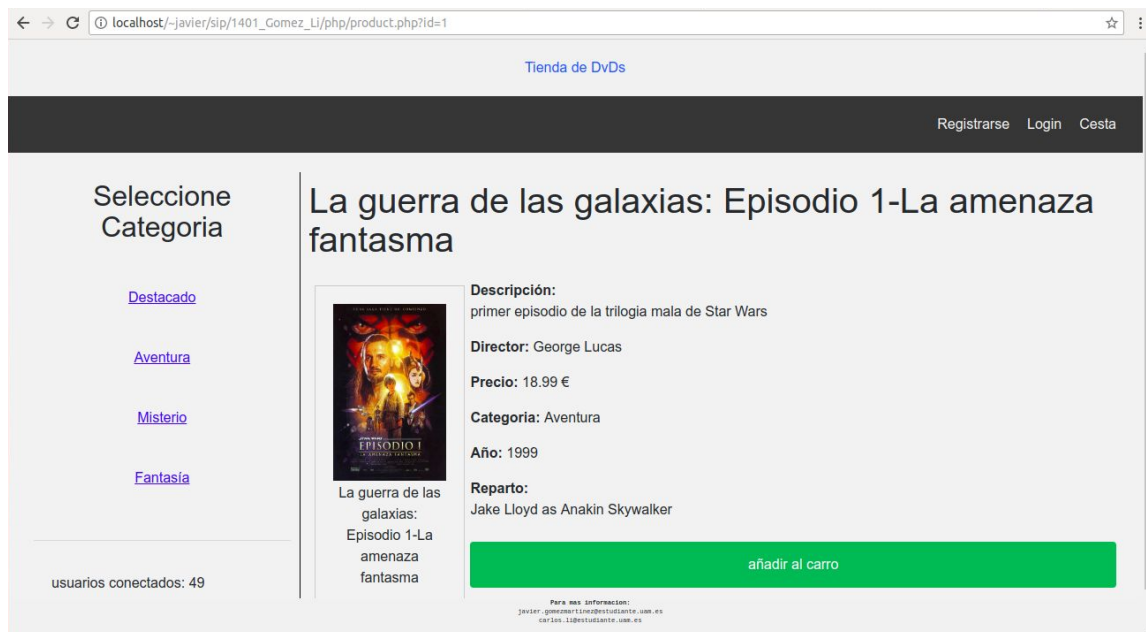 localhost/~javier/sip/1401_Gomez_Li/php/product.php?id=1
Tienda de DvDs
Registrarse Login Cesta
Seleccione
Categoria
Destacado
Aventura
Misterio
Fantasía
usuarios conectados: 49
La guerra de las galaxias: Episodio 1-La amenaza
fantasma
EPISODIO I
LA AMENAZA FANTASMA
La guerra de las
galaxias:
Episodio 1-La
amenaza
fantasma
Descripción:
primer episodio de la trilogia mala de Star Wars
Director: George Lucas
Precio: 18.99 €
Categoria: Aventura
Año: 1999
Reparto:
Jake Lloyd as Anakin Skywalker
añadir al carro
Para mas informacion:
javier.gomezmartinez@estudiante.uam.es
carlos.li@estudiante.uam.es